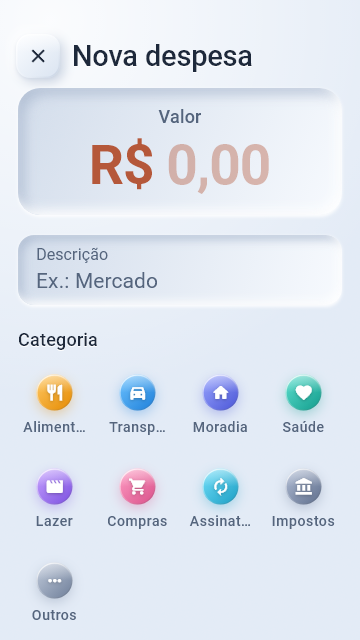 Nova despesa
Valor
R$ 0,00
Descrição
Ex.: Mercado
Categoria
Aliment… Transp… Moradia Saúde
Lazer Compras Assinat… Impostos
Outros